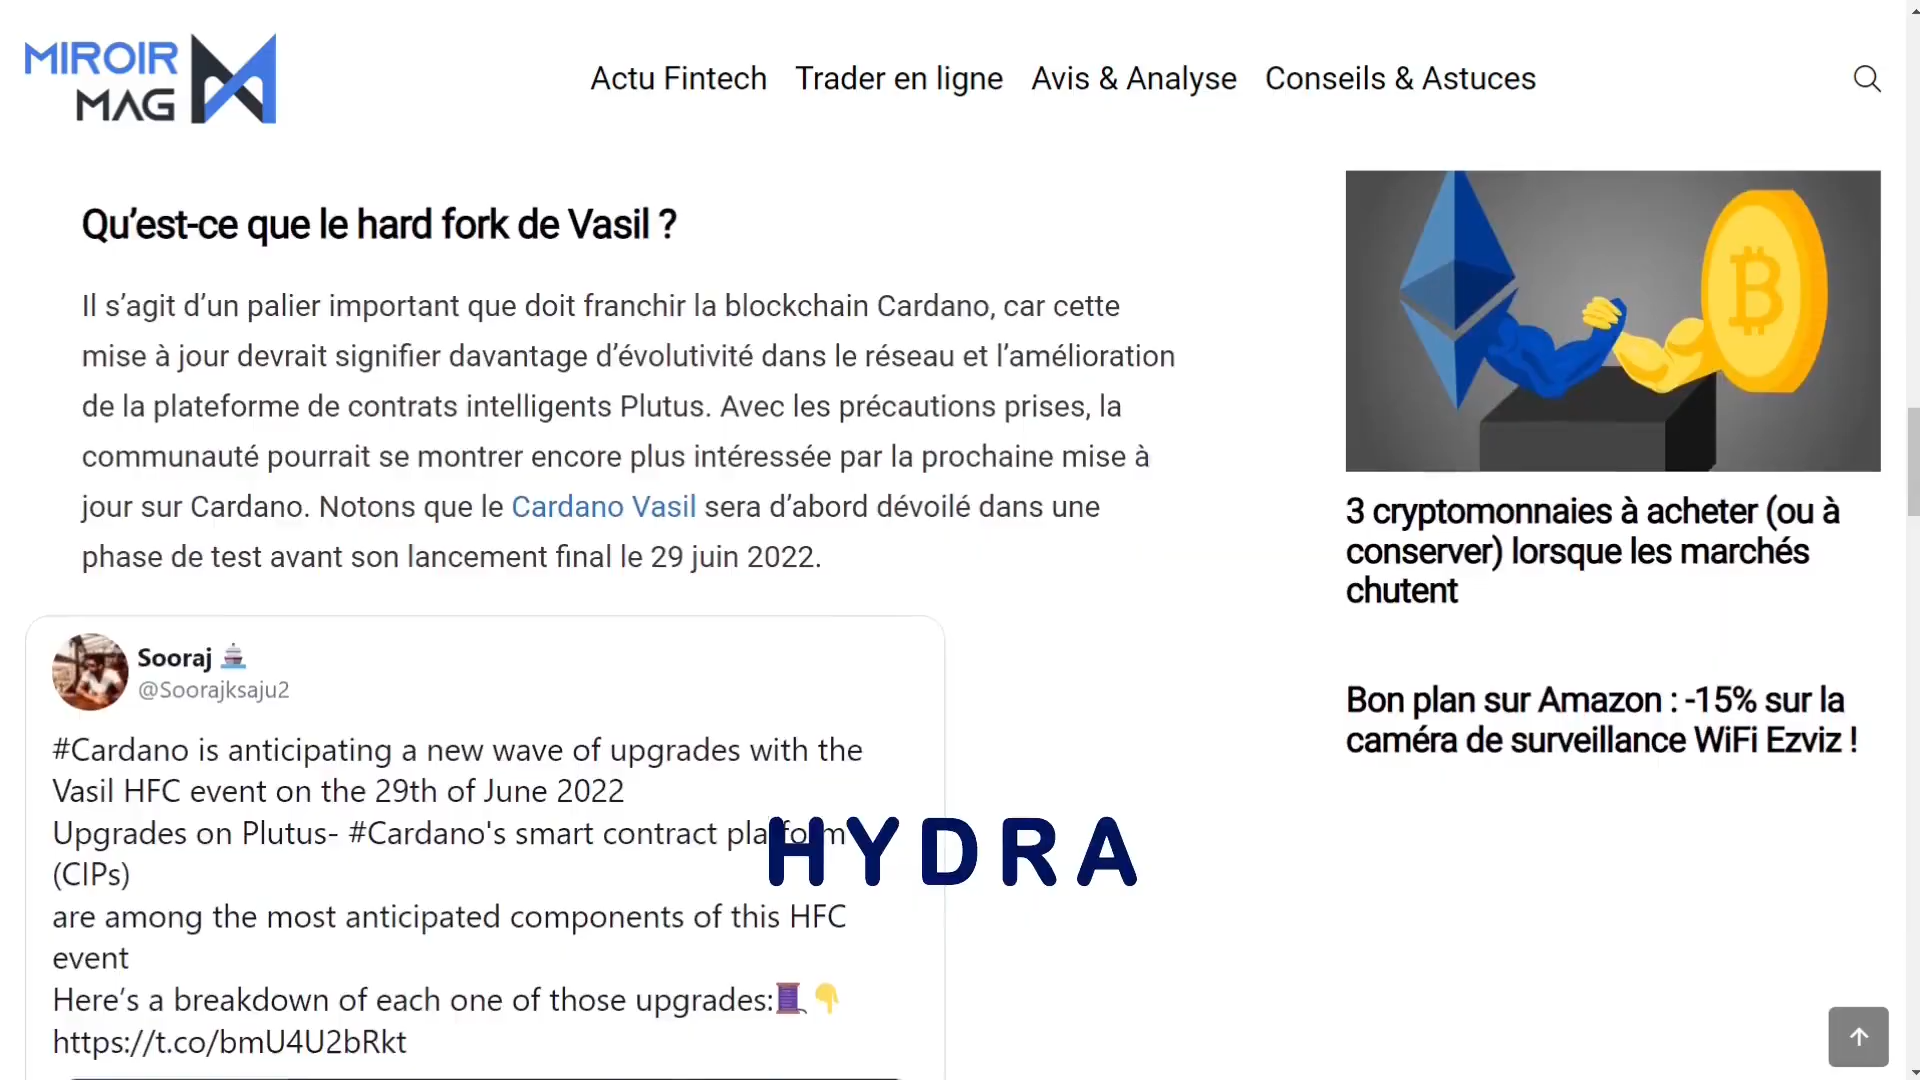 MIROIR
MAG
Actu Fintech Trader en ligne Avis & Analyse Conseils & Astuces
Qu’est-ce que le hard fork de Vasil ?
Il s’agit d’un palier important que doit franchir la blockchain Cardano, car cette
mise à jour devrait signifier davantage d’évolutivité dans le réseau et l’amélioration
de la plateforme de contrats intelligents Plutus. Avec les précautions prises, la
communauté pourrait se montrer encore plus intéressée par la prochaine mise à
jour sur Cardano. Notons que le Cardano Vasil sera d’abord dévoilé dans une
phase de test avant son lancement final le 29 juin 2022.
Sooraj
@Soorajksaju2
#Cardano is anticipating a new wave of upgrades with the
Vasil HFC event on the 29th of June 2022
Upgrades on Plutus- #Cardano's smart contract platform
(CIPs)
are among the most anticipated components of this HFC
event
Here’s a breakdown of each one of those upgrades:
https://t.co/bmU4U2bRkt
HYDRA
3 cryptomonnaies à acheter (ou à
conserver) lorsque les marchés
chutent
Bon plan sur Amazon : -15% sur la
caméra de surveillance WiFi Ezviz !